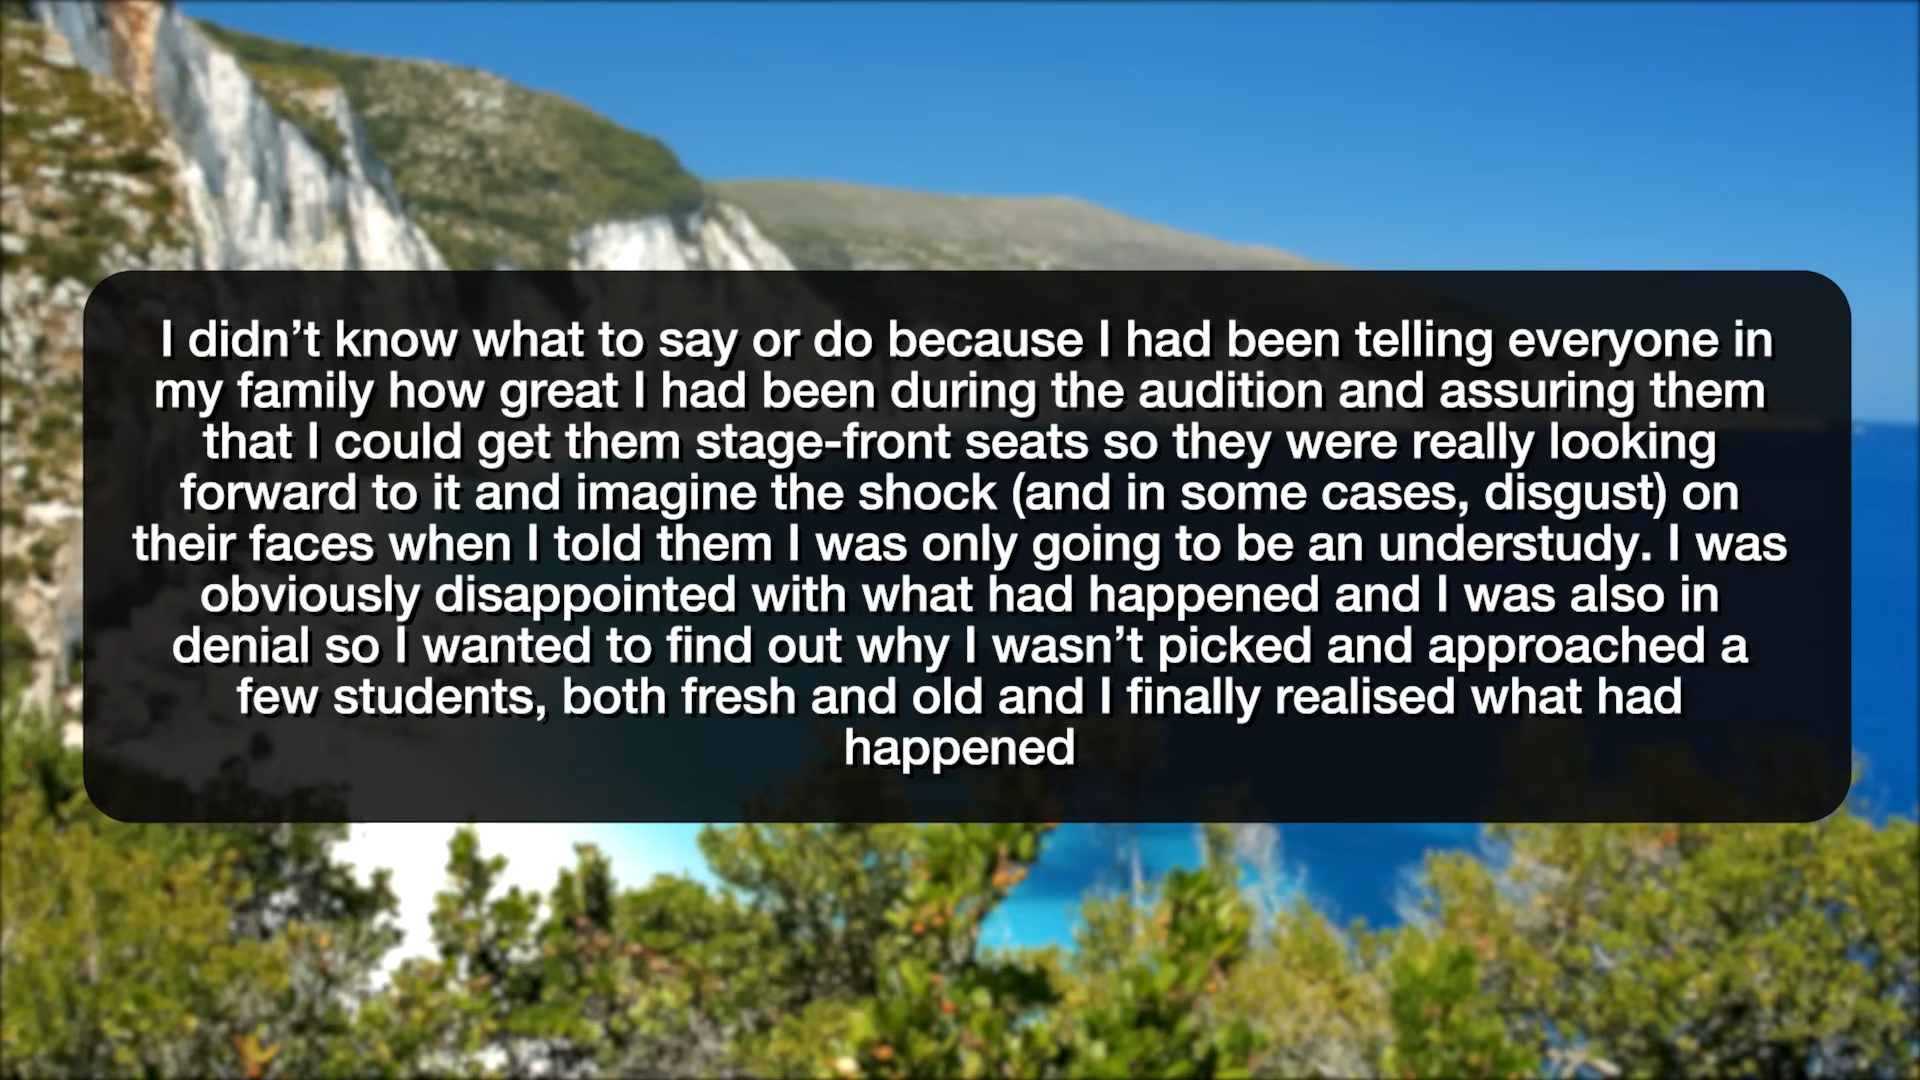 I didn’t know what to say or do because I had been telling everyone in
my family how great I had been during the audition and assuring them
that I could get them stage-front seats so they were really looking
forward to it and imagine the shock (and in some cases, disgust) on
their faces when I told them I was only going to be an understudy. I was
obviously disappointed with what had happened and I was also in
denial so I wanted to find out why I wasn’t picked and approached a
few students, both fresh and old and I finally realised what had
happened